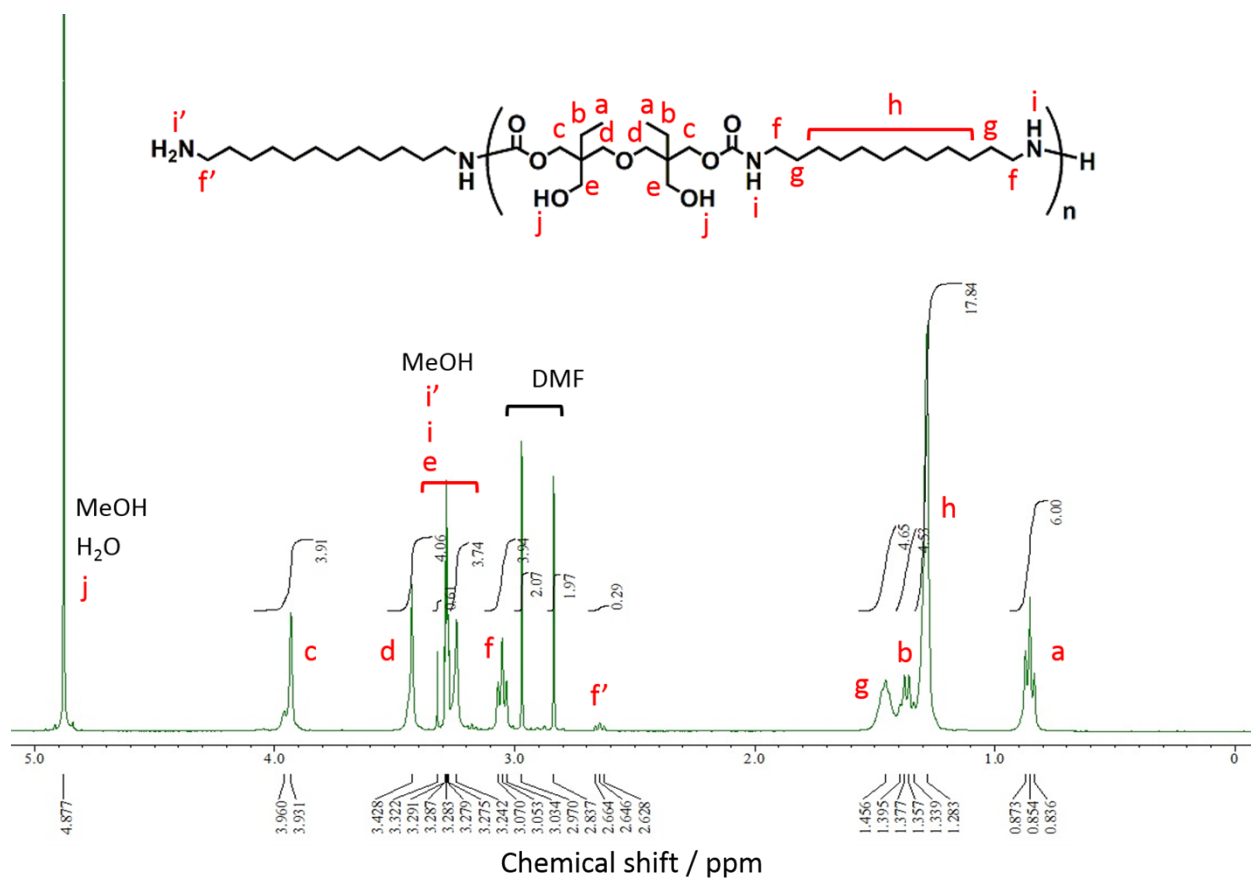 a a h i
b b
i' c d d c f g
H2N O O O O O N H
f' N H O O O N H g f
HO e e OH i n
j j
MeOH DMF
i'
i
e
MeOH
H2O
j
c d f f' g b h a
3.91 4.06 0.61 3.74 3.94 2.07 1.97 0.29 4.65 4.53 17.84 6.00
5.0 4.0 3.0 2.0 1.0 0
4.877 3.960 3.931 3.428 3.322 3.291 3.287 3.283 3.279 3.275 3.242 3.070 3.053 3.034 2.970 2.837 2.664 2.646 2.628 1.456 1.395 1.377 1.357 1.339 1.283 0.873 0.854 0.836
Chemical shift / ppm